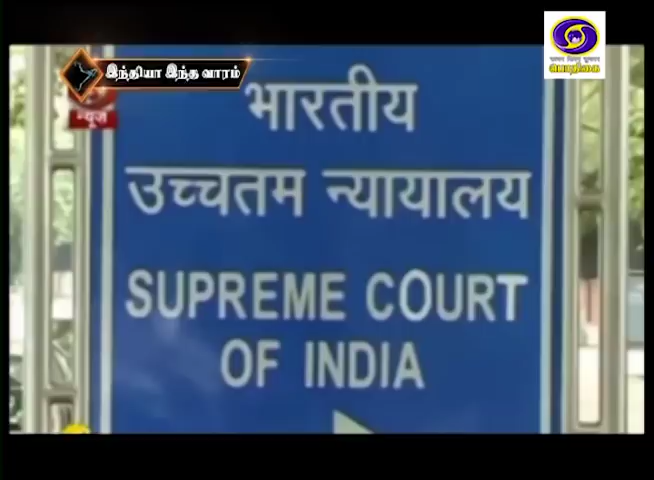 இந்தியா இந்த வாரம்
பொதிகை
न्यूज़
भारतीय
उच्चतम न्यायालय
SUPREME COURT
OF INDIA